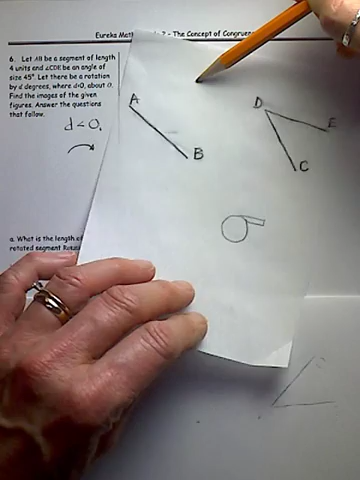 Eureka Mat 2 - The Concept of Congruen
6. Let AB be a segment of length
4 units and ∠CDE be an angle of
size 45°. Let there be a rotation
by d degrees, where d<0, about O.
Find the images of the given
figures. Answer the questions
that follow.
d<0.
A
B
D
E
C
a. What is the length of
rotated segment